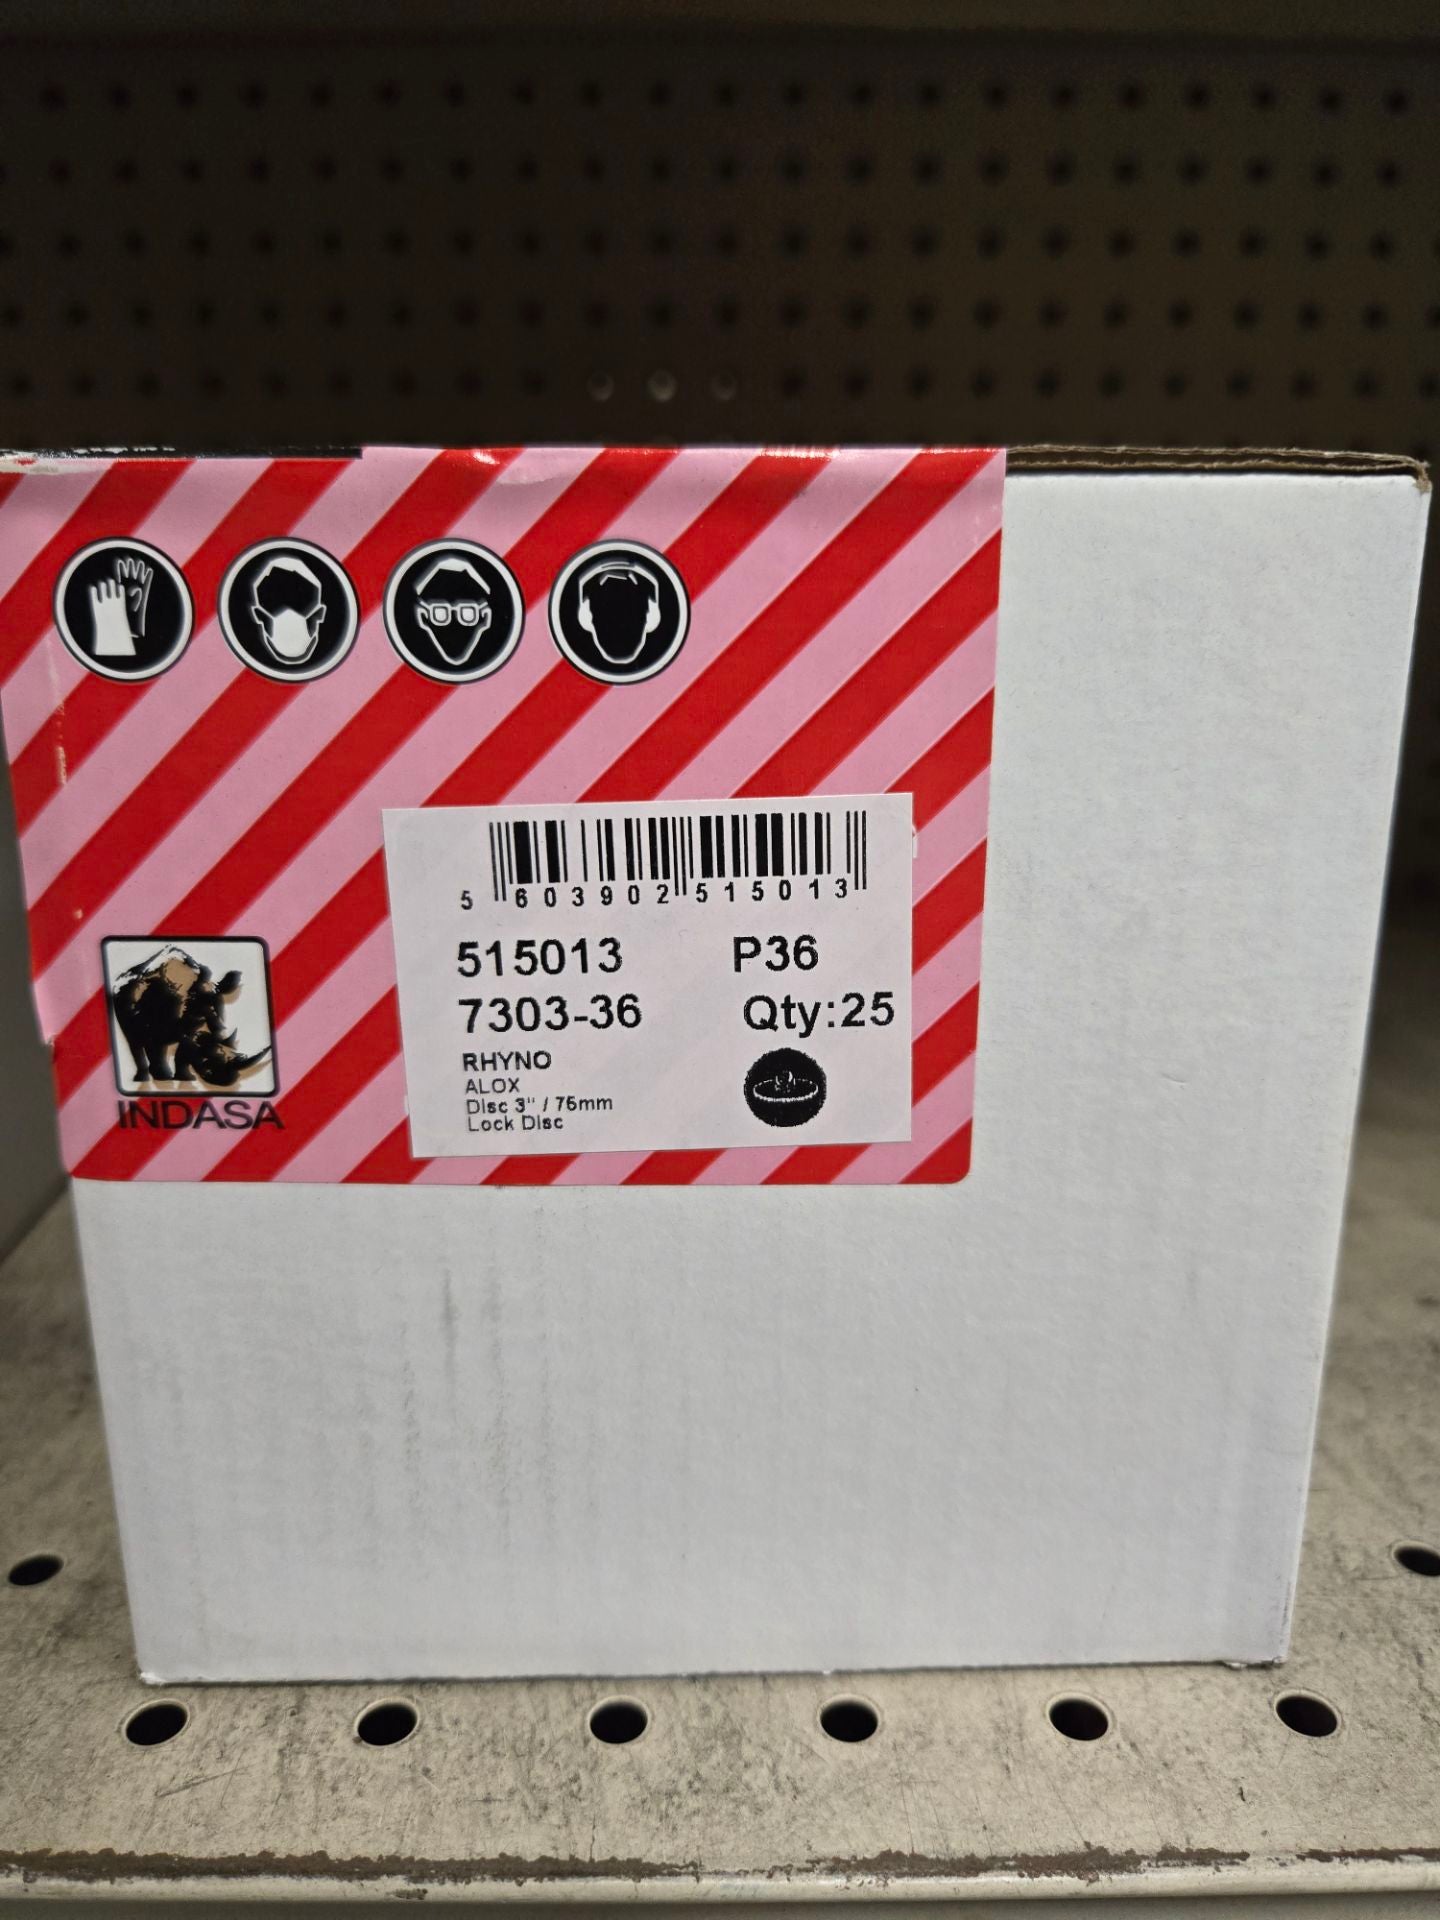 5 603902 515013
515013 P36
7303-36 Qty:25
RHYNO
ALOX
Disc 3" / 75mm
Lock Disc
INDASA